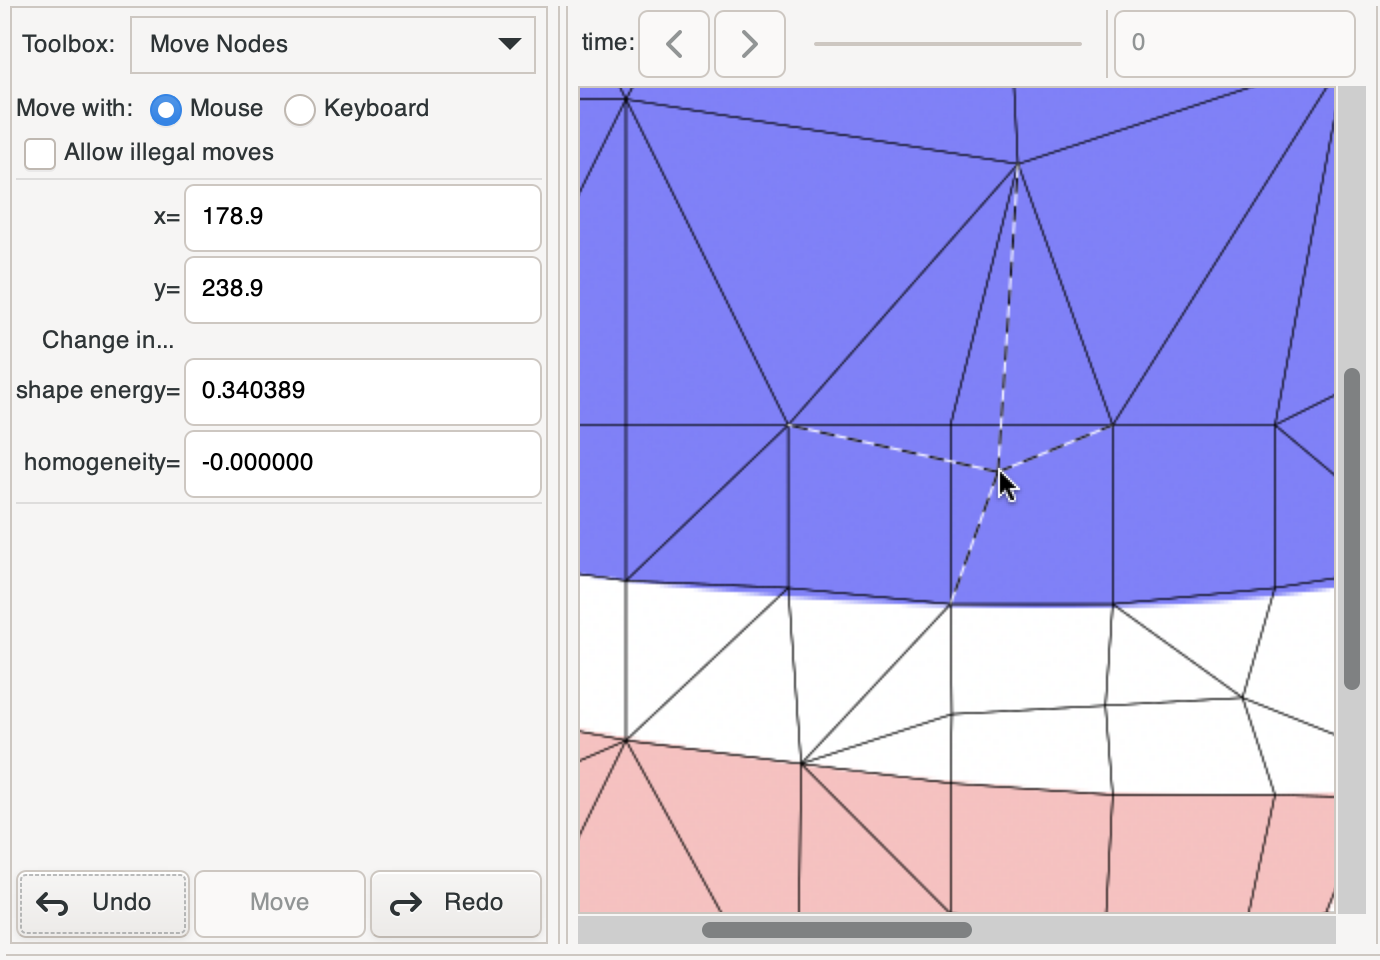 Toolbox: Move Nodes
Move with: Mouse Keyboard
Allow illegal moves
x= 178.9
y= 238.9
Change in...
shape energy= 0.340389
homogeneity= -0.000000
Undo Move Redo
time: 0